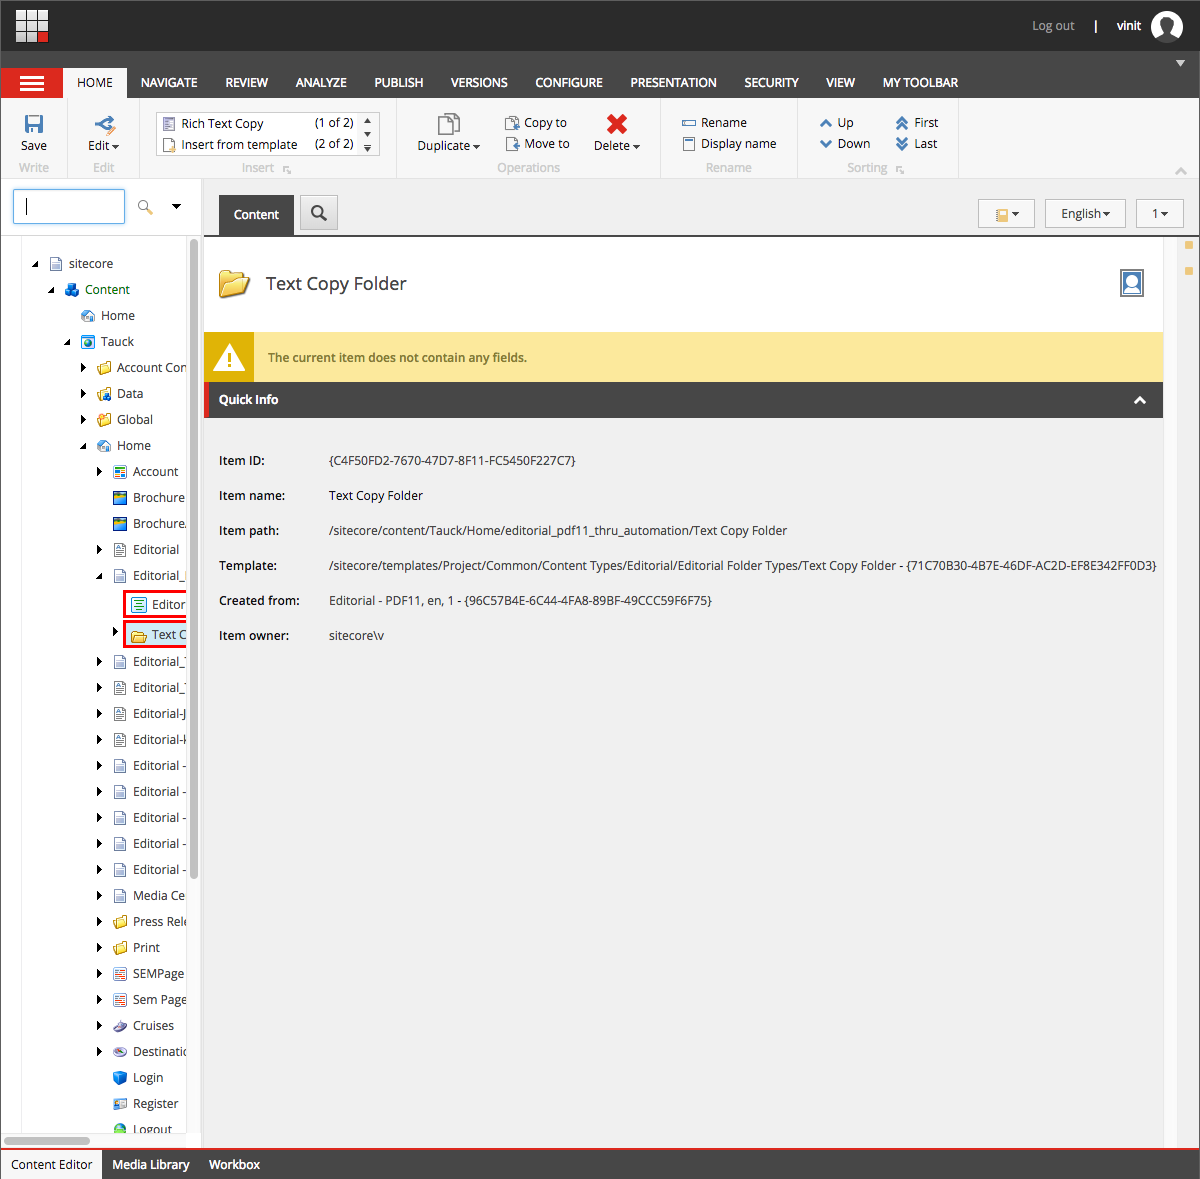 Log out | vinit
HOME NAVIGATE REVIEW ANALYZE PUBLISH VERSIONS CONFIGURE PRESENTATION SECURITY VIEW MY TOOLBAR
Rich Text Copy (1 of 2)
Insert from template (2 of 2)
Save
Edit
Duplicate
Copy to
Move to
Delete
Rename
Display name
Up
Down
First
Last
Write
Edit
Insert
Operations
Rename
Sorting
Content
English
1
sitecore
Content
Home
Tauck
Account Con
Data
Global
Home
Account
Brochure
Brochure
Editorial
Editorial_
Editor
Text C
Editorial_
Editorial_
Editorial-J
Editorial-
Editorial -
Editorial -
Editorial -
Editorial -
Editorial -
Media Ce
Press Rele
Print
SEMPage
Sem Page
Cruises
Destinatio
Login
Register
Logout
Text Copy Folder
The current item does not contain any fields.
Quick Info
Item ID: {C4F50FD2-7670-47D7-8F11-FC5450F227C7}
Item name: Text Copy Folder
Item path: /sitecore/content/Tauck/Home/editorial_pdf11_thru_automation/Text Copy Folder
Template: /sitecore/templates/Project/Common/Content Types/Editorial/Editorial Folder Types/Text Copy Folder - {71C70B30-4B7E-46DF-AC2D-EF8E342FF0D3}
Created from: Editorial - PDF11, en, 1 - {96C57B4E-6C44-4FA8-89BF-49CCC59F6F75}
Item owner: sitecore\v
Content Editor Media Library Workbox